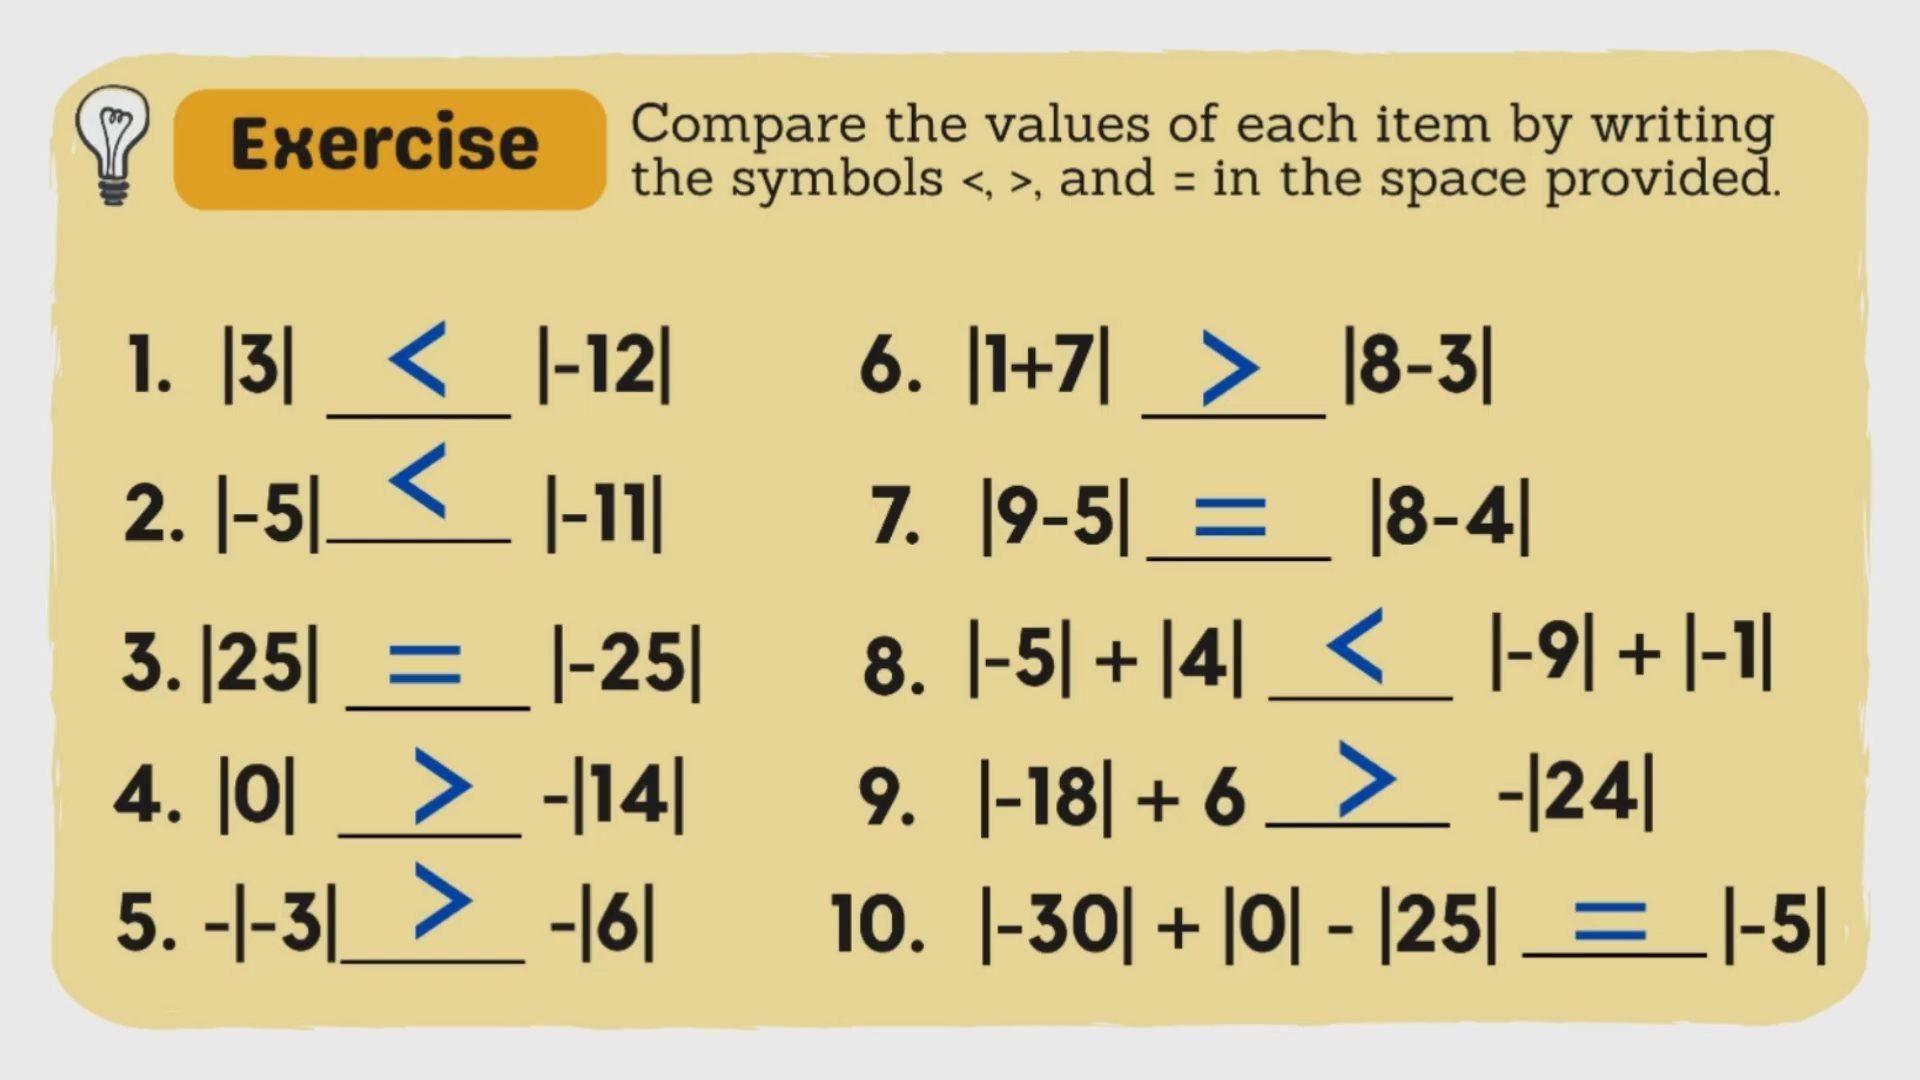 Exercise
Compare the values of each item by writing
the symbols <, >, and = in the space provided.
1. |3| < |-12|
2. |-5| < |-11|
3. |25| = |-25|
4. |0| > -|14|
5. -|-3| > -|6|
6. |1+7| > |8-3|
7. |9-5| = |8-4|
8. |-5| + |4| < |-9| + |-1|
9. |-18| + 6 > -|24|
10. |-30| + |0| - |25| = |-5|